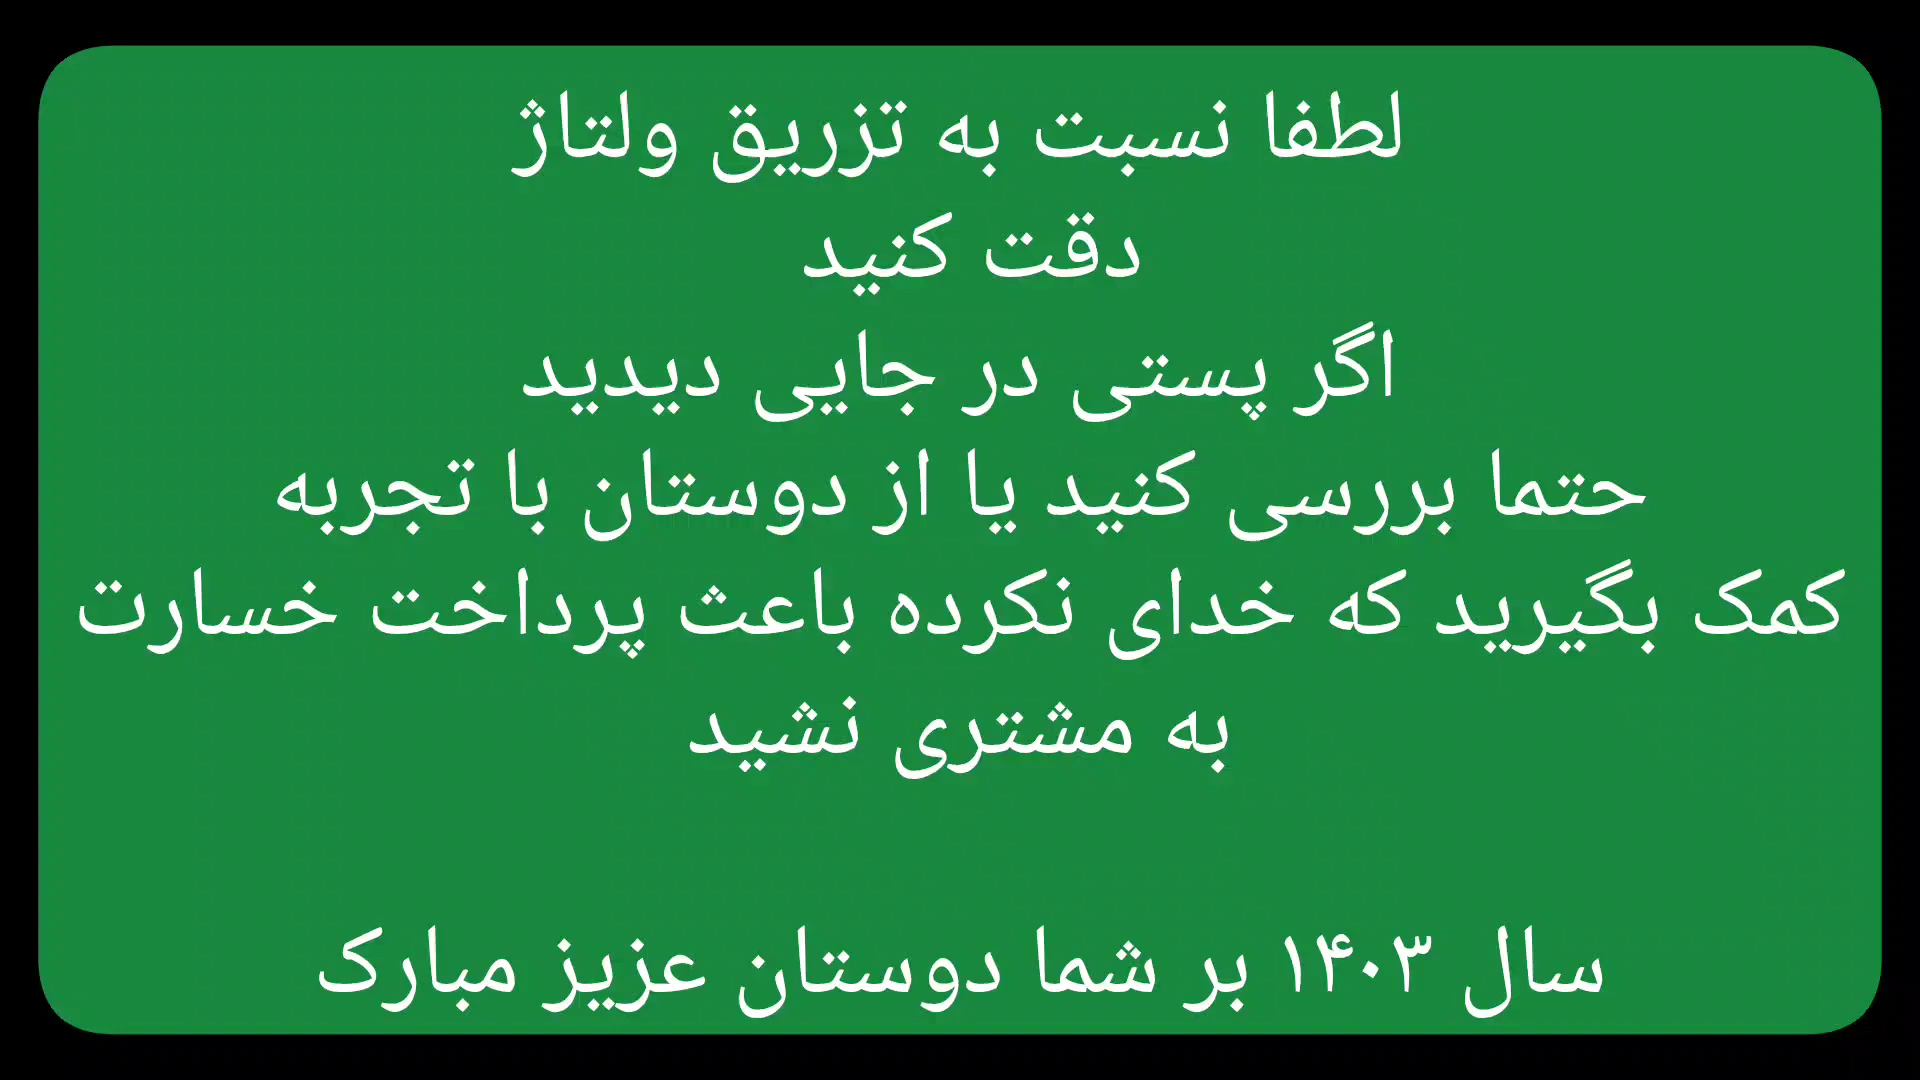 لطفا نسبت به تزریق ولتاژ
دقت کنید
اگر پستی در جایی دیدید
حتما بررسی کنید یا از دوستان با تجربه
کمک بگیرید که خدای نکرده باعث پرداخت خسارت
به مشتری نشید
سال ۱۴۰۳ بر شما دوستان عزیز مبارک